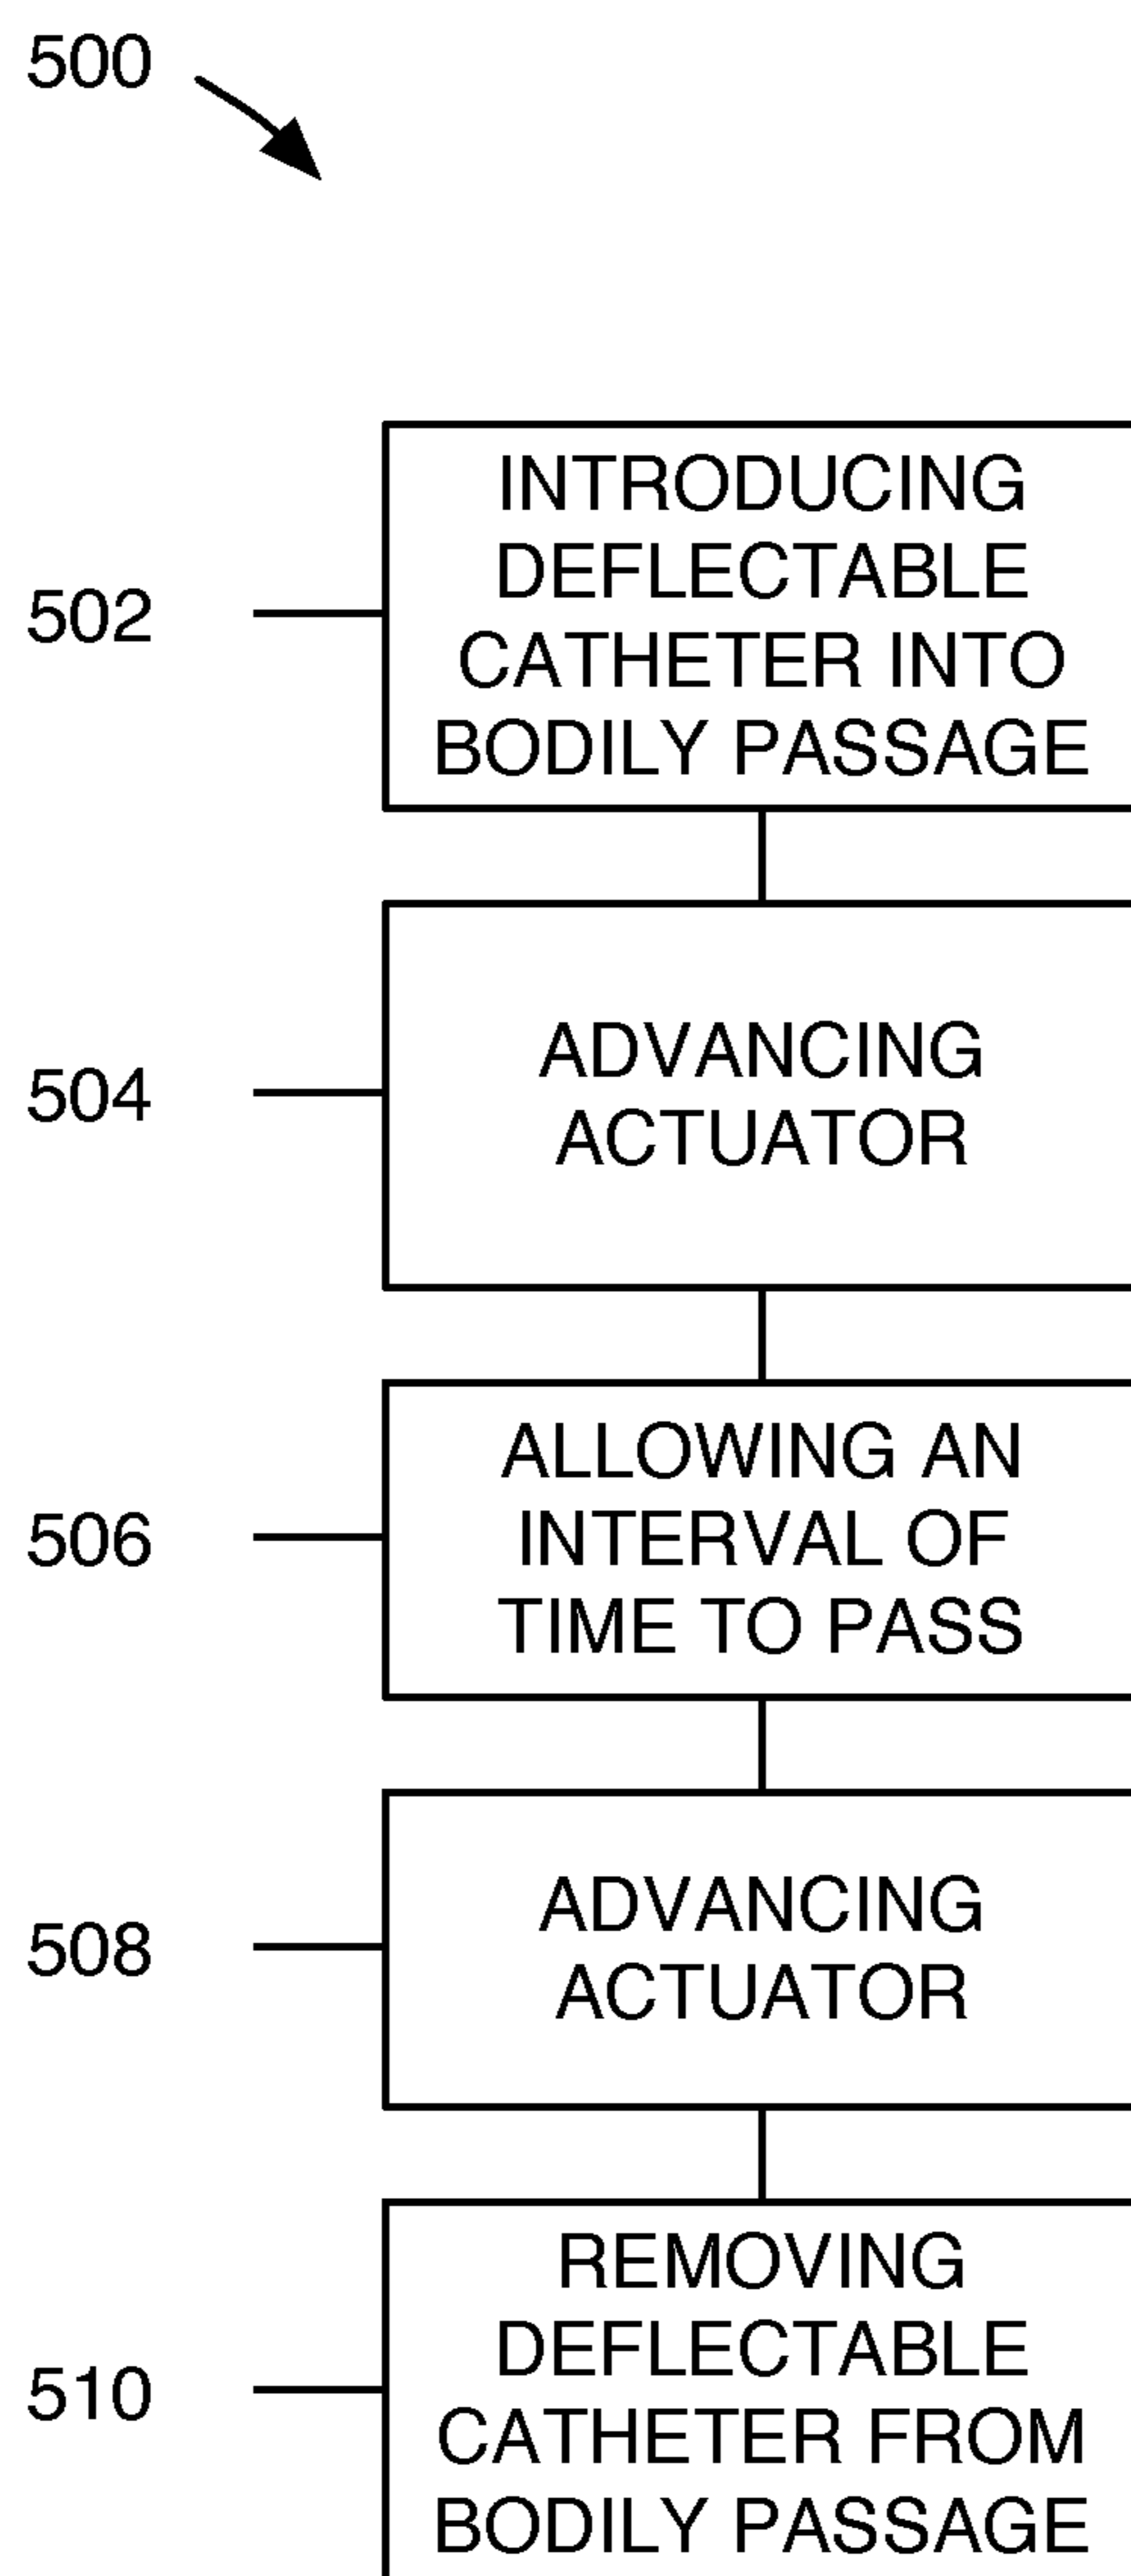 500
INTRODUCING
DEFLECTABLE
CATHETER INTO
BODILY PASSAGE
502
ADVANCING
ACTUATOR
504
ALLOWING AN
INTERVAL OF
TIME TO PASS
506
ADVANCING
ACTUATOR
508
REMOVING
DEFLECTABLE
CATHETER FROM
BODILY PASSAGE
510